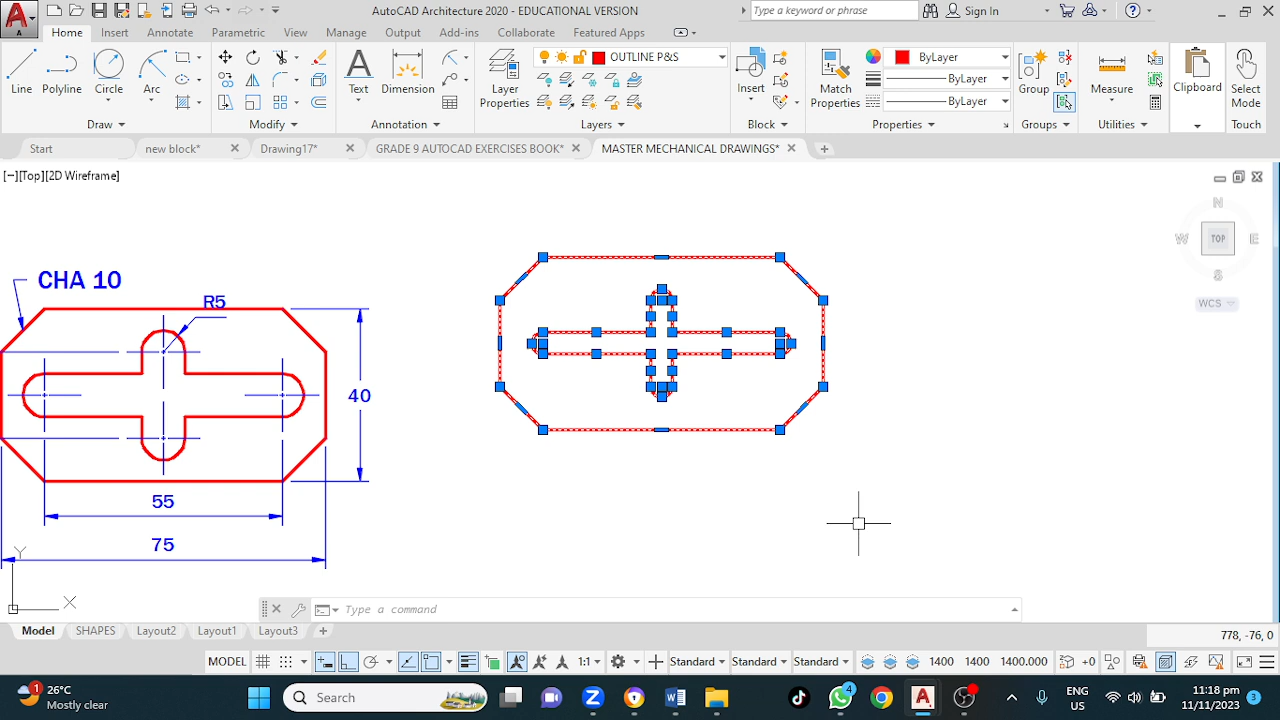 AutoCAD Architecture 2020 - EDUCATIONAL VERSION
Type a keyword or phrase
Sign In
Home Insert Annotate Parametric View Manage Output Add-ins Collaborate Featured Apps
OUTLINE P&S
ByLayer
ByLayer
ByLayer
Line Polyline Circle Arc
Text Dimension
Layer Properties
Insert
Match Properties
Group
Measure
Clipboard
Select Mode
Draw Modify Annotation Layers Block Properties Groups Utilities Touch
Start new block* Drawing17* GRADE 9 AUTOCAD EXERCISES BOOK* MASTER MECHANICAL DRAWINGS*
[−][Top][2D Wireframe]
N
W TOP E
S
WCS
CHA 10
R5
40
55
75
Y
X
Type a command
Model SHAPES Layout2 Layout1 Layout3
778, -76, 0
MODEL 1:1 Standard Standard Standard 1400 1400 1400.000 +0
1 26°C
Mostly clear
Search
4
ENG
US
11:18 pm
11/11/2023
3